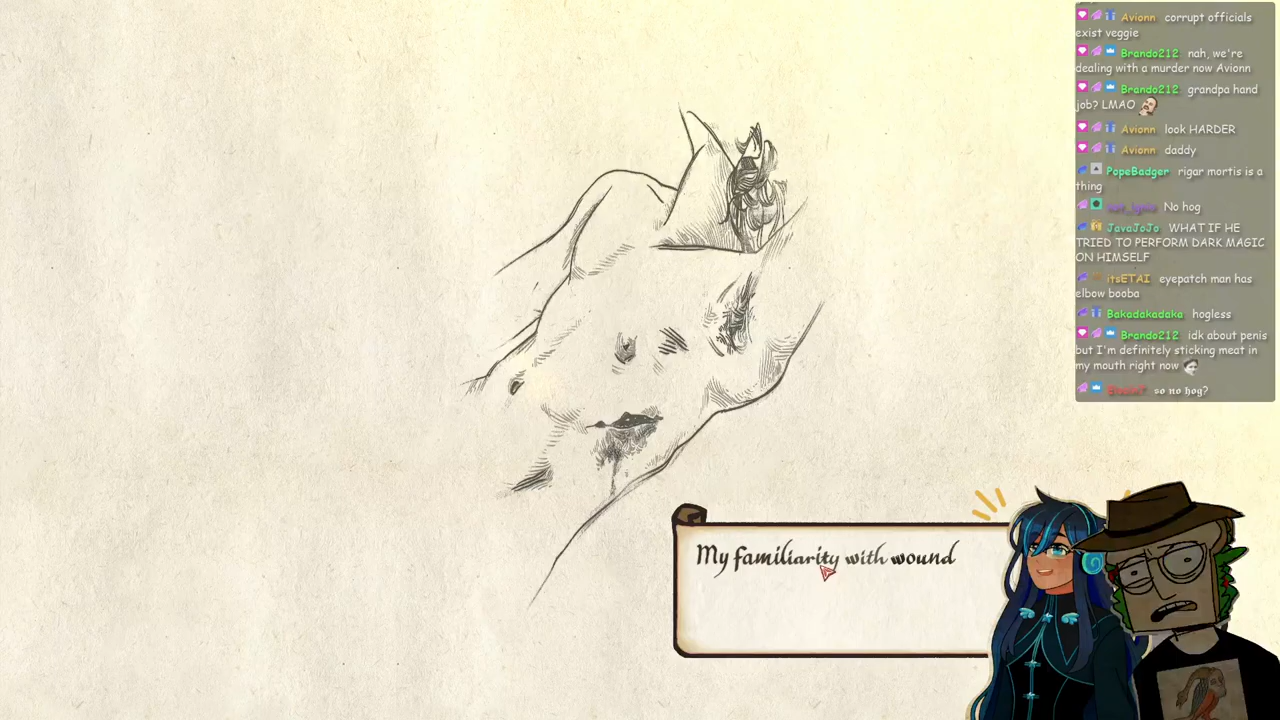 Avionn corrupt officials
exist veggie
Brando212 nah, we're
dealing with a murder now Avionn
Brando212 grandpa hand
job? LMAO
Avionn look HARDER
Avionn daddy
PopeBadger rigar mortis is a
thing
No hog
JavaJoJo WHAT IF HE
TRIED TO PERFORM DARK MAGIC
ON HIMSELF
itsETAI eyepatch man has
elbow booba
Bakadakadaka hogless
Brando212 idk about penis
but I'm definitely sticking meat in
my mouth right now
so no hog?
My familiarity with wound